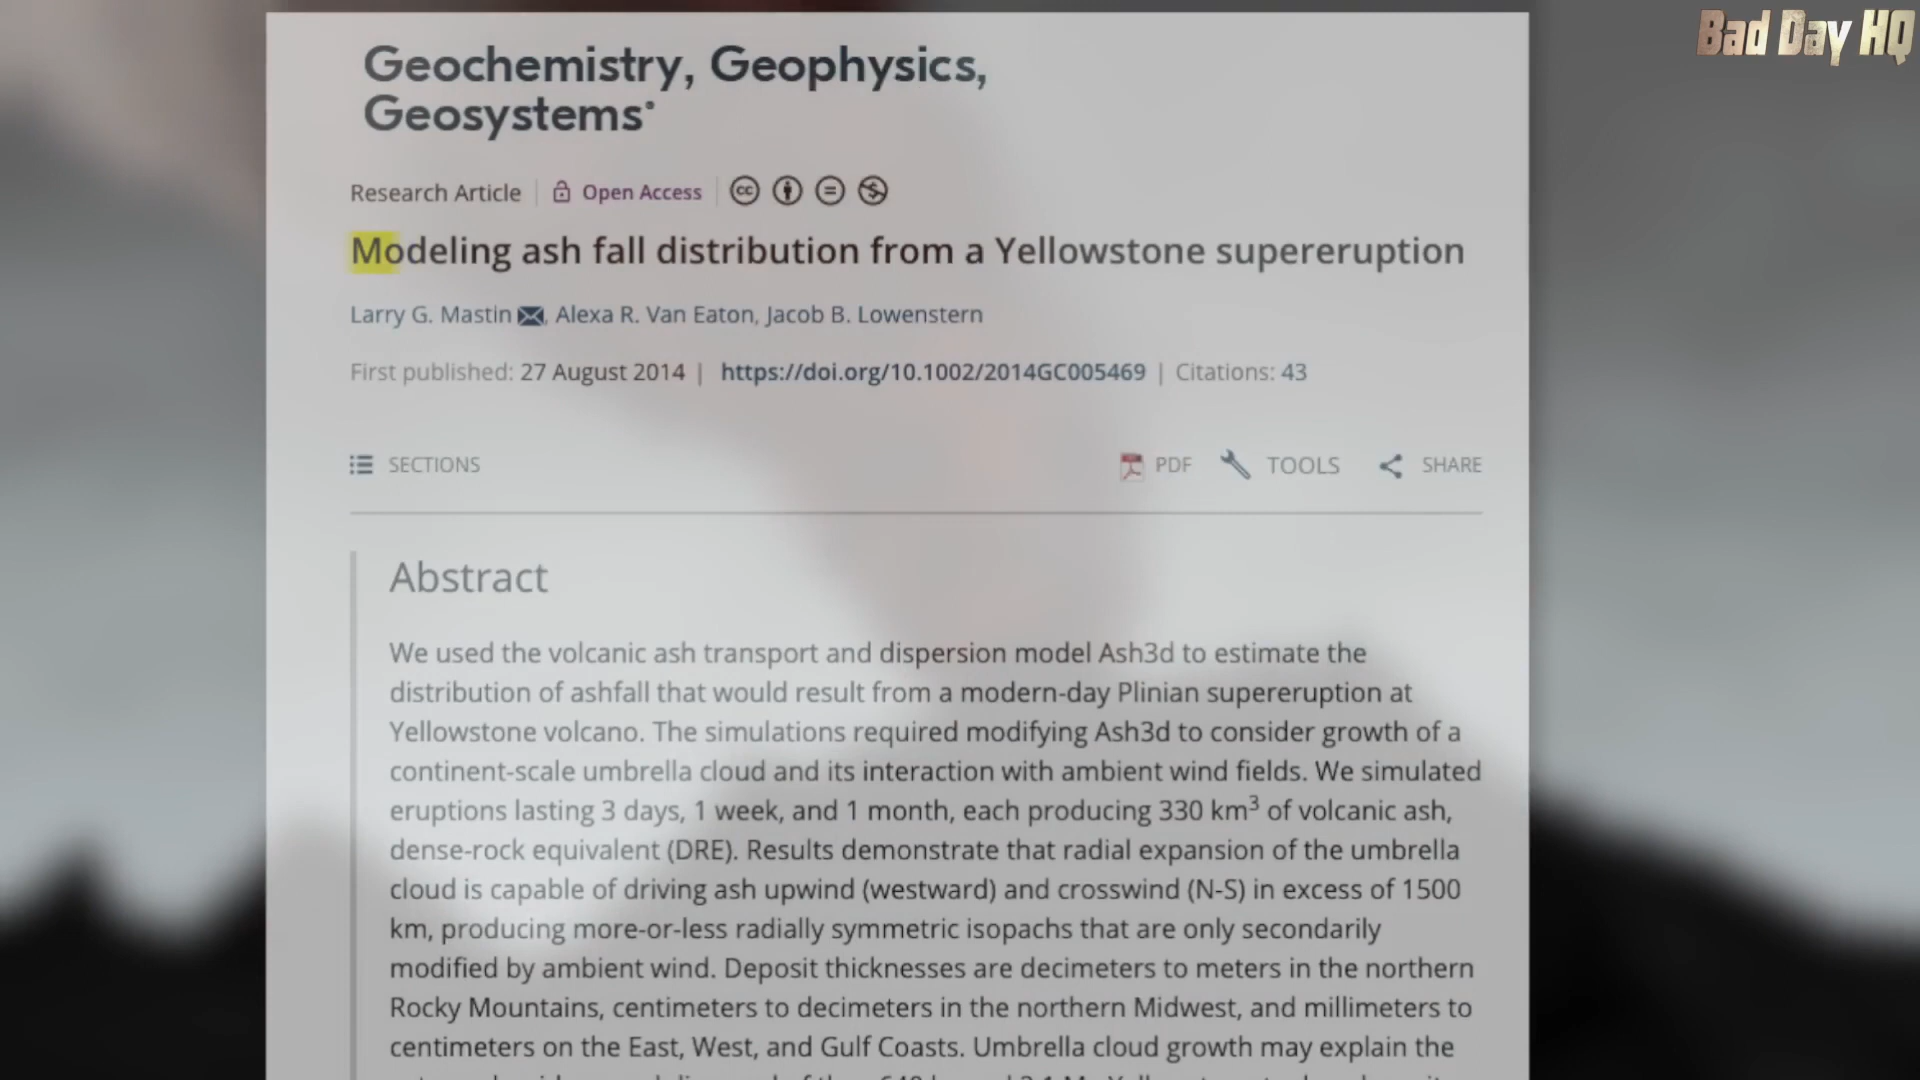 Bad Day HQ
Geochemistry, Geophysics,
Geosystems
Research Article | Open Access
Modeling ash fall distribution from a Yellowstone supereruption
Larry G. Mastin, Alexa R. Van Eaton, Jacob B. Lowenstern
First published: 27 August 2014 | https://doi.org/10.1002/2014GC005469 | Citations: 43
SECTIONS PDF TOOLS SHARE
Abstract
We used the volcanic ash transport and dispersion model Ash3d to estimate the
distribution of ashfall that would result from a modern-day Plinian supereruption at
Yellowstone volcano. The simulations required modifying Ash3d to consider growth of a
continent-scale umbrella cloud and its interaction with ambient wind fields. We simulated
eruptions lasting 3 days, 1 week, and 1 month, each producing 330 km³ of volcanic ash,
dense-rock equivalent (DRE). Results demonstrate that radial expansion of the umbrella
cloud is capable of driving ash upwind (westward) and crosswind (N-S) in excess of 1500
km, producing more-or-less radially symmetric isopachs that are only secondarily
modified by ambient wind. Deposit thicknesses are decimeters to meters in the northern
Rocky Mountains, centimeters to decimeters in the northern Midwest, and millimeters to
centimeters on the East, West, and Gulf Coasts. Umbrella cloud growth may explain the